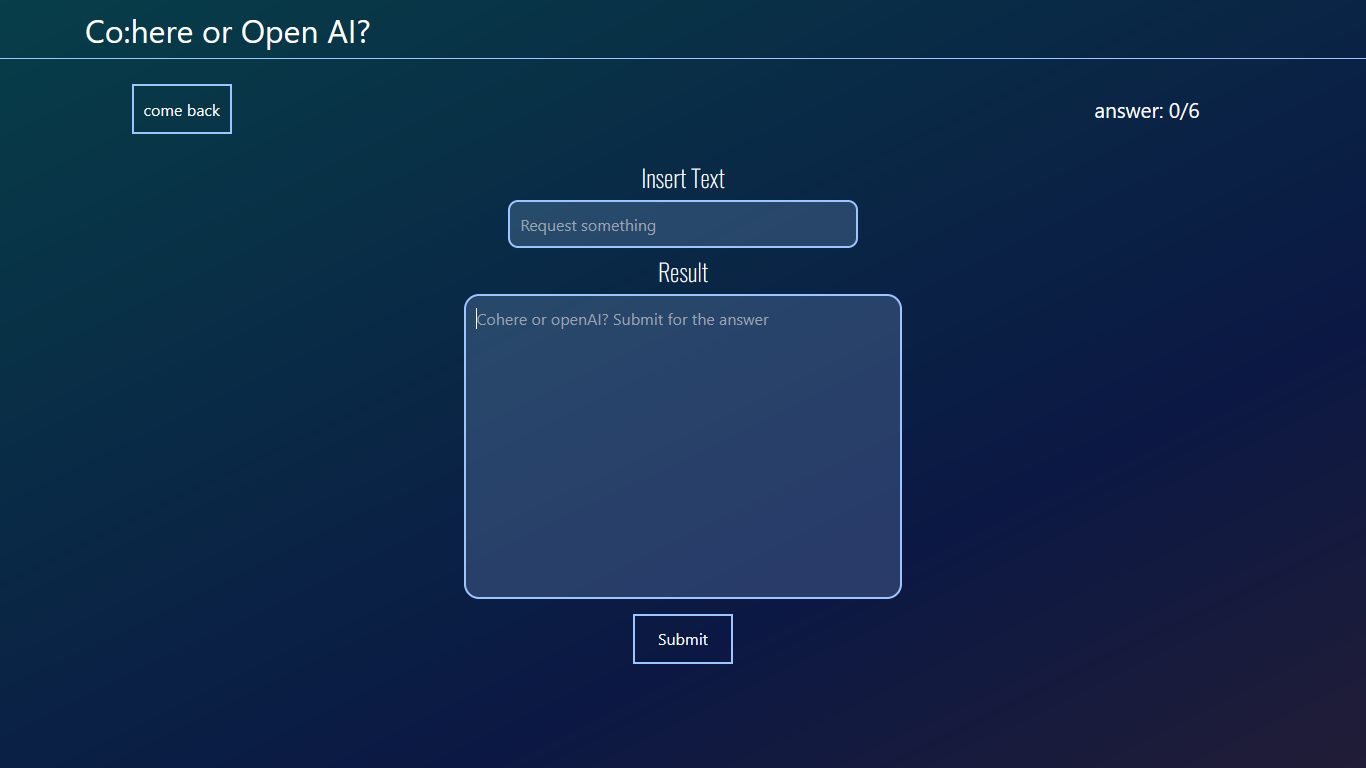 Co:here or Open AI?
come back
answer: 0/6
Insert Text
Request something
Result
Cohere or openAI? Submit for the answer
Submit